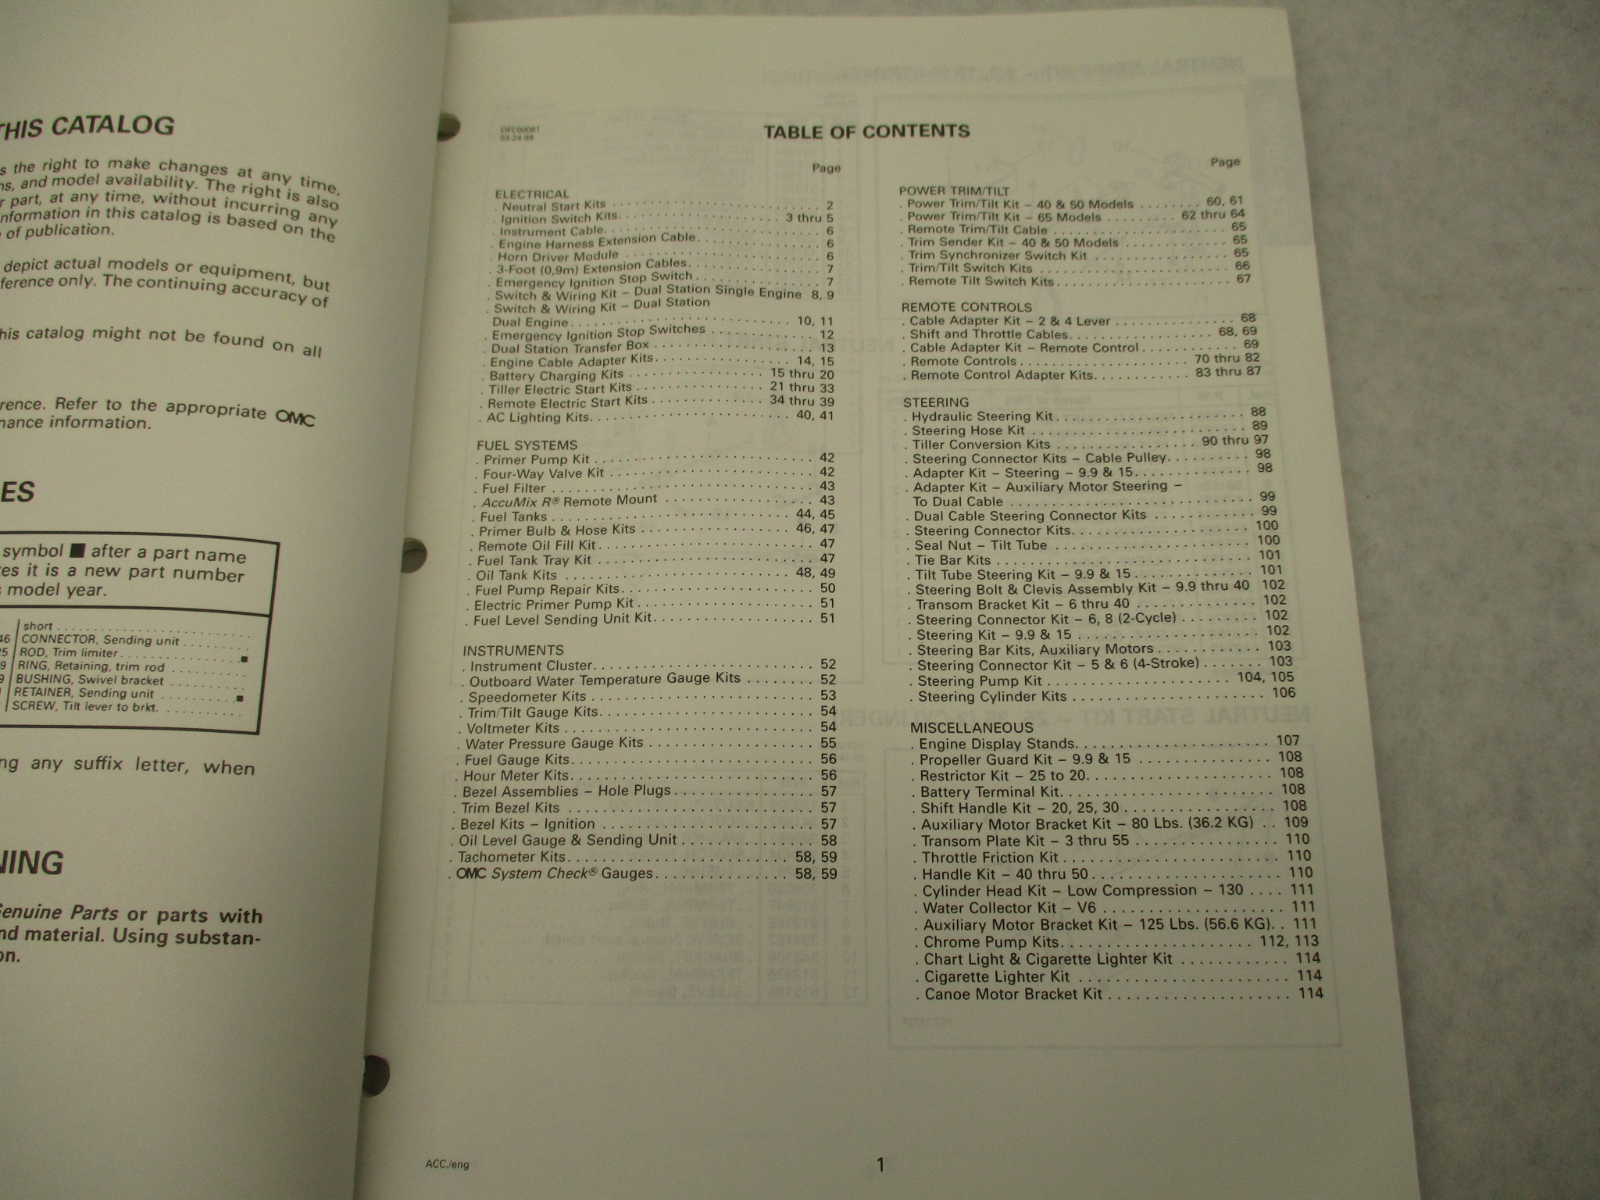 THIS CATALOG
s the right to make changes at any time,
ns, and model availability. The right is also
r part, at any time, without incurring any
nformation in this catalog is based on the
e of publication.
depict actual models or equipment, but
ference only. The continuing accuracy of
his catalog might not be found on all
rence. Refer to the appropriate OMC
nance information.
ES
symbol ■ after a part name
es it is a new part number
s model year.
short . . . . . . . . . . . . . . . . . . . . . . . .
46 CONNECTOR, Sending unit . . . . . . . . .
5 ROD, Trim limiter . . . . . . . . . . . . . . . . ■
9 RING, Retaining, trim rod . . . . . . . . . .
9 BUSHING, Swivel bracket . . . . . . . . . .
RETAINER, Sending unit . . . . . . . . . . ■
SCREW, Tilt lever to brkt. . . . . . . . . . .
ng any suffix letter, when
NING
Genuine Parts or parts with
nd material. Using substan-
on.
OFC00081
03-24-99
TABLE OF CONTENTS
Page
ELECTRICAL
. Neutral Start Kits . . . . . . . . . . 2
. Ignition Switch Kits . . . . . . . . . . 3 thru 5
. Instrument Cable . . . . . . . . . . 6
. Engine Harness Extension Cable . . . . . . . . . . 6
. Horn Driver Module . . . . . . . . . . 6
. 3-Foot (0,9m) Extension Cables . . . . . . . . . . 7
. Emergency Ignition Stop Switch . . . . . . . . . . 7
. Switch & Wiring Kit – Dual Station Single Engine 8, 9
. Switch & Wiring Kit – Dual Station
Dual Engine . . . . . . . . . . 10, 11
. Emergency Ignition Stop Switches . . . . . . . . . . 12
. Dual Station Transfer Box . . . . . . . . . . 13
. Engine Cable Adapter Kits . . . . . . . . . . 14, 15
. Battery Charging Kits . . . . . . . . . . 15 thru 20
. Tiller Electric Start Kits . . . . . . . . . . 21 thru 33
. Remote Electric Start Kits . . . . . . . . . . 34 thru 39
. AC Lighting Kits . . . . . . . . . . 40, 41
FUEL SYSTEMS
. Primer Pump Kit . . . . . . . . . . 42
. Four-Way Valve Kit . . . . . . . . . . 42
. Fuel Filter . . . . . . . . . . 43
. AccuMix R® Remote Mount . . . . . . . . . . 43
. Fuel Tanks . . . . . . . . . . 44, 45
. Primer Bulb & Hose Kits . . . . . . . . . . 46, 47
. Remote Oil Fill Kit . . . . . . . . . . 47
. Fuel Tank Tray Kit . . . . . . . . . . 47
. Oil Tank Kits . . . . . . . . . . 48, 49
. Fuel Pump Repair Kits . . . . . . . . . . 50
. Electric Primer Pump Kit . . . . . . . . . . 51
. Fuel Level Sending Unit Kit . . . . . . . . . . 51
INSTRUMENTS
. Instrument Cluster . . . . . . . . . . 52
. Outboard Water Temperature Gauge Kits . . . . . . . 52
. Speedometer Kits . . . . . . . . . . 53
. Trim/Tilt Gauge Kits . . . . . . . . . . 54
. Voltmeter Kits . . . . . . . . . . 54
. Water Pressure Gauge Kits . . . . . . . . . . 55
. Fuel Gauge Kits . . . . . . . . . . 56
. Hour Meter Kits . . . . . . . . . . 56
. Bezel Assemblies – Hole Plugs . . . . . . . . . . 57
. Trim Bezel Kits . . . . . . . . . . 57
. Bezel Kits – Ignition . . . . . . . . . . 57
. Oil Level Gauge & Sending Unit . . . . . . . . . . 58
. Tachometer Kits . . . . . . . . . . 58, 59
. OMC System Check® Gauges . . . . . . . . . . 58, 59
Page
POWER TRIM/TILT
. Power Trim/Tilt Kit – 40 & 50 Models . . . . . . . . 60, 61
. Power Trim/Tilt Kit – 65 Models . . . . . . . . 62 thru 64
. Remote Trim/Tilt Cable . . . . . . . . . . 65
. Trim Sender Kit – 40 & 50 Models . . . . . . . . . . 65
. Trim Synchronizer Switch Kit . . . . . . . . . . 65
. Trim/Tilt Switch Kits . . . . . . . . . . 66
. Remote Tilt Switch Kits . . . . . . . . . . 67
REMOTE CONTROLS
. Cable Adapter Kit – 2 & 4 Lever . . . . . . . . . . 68
. Shift and Throttle Cables . . . . . . . . . . 68, 69
. Cable Adapter Kit – Remote Control . . . . . . . . . . 69
. Remote Controls . . . . . . . . . . 70 thru 82
. Remote Control Adapter Kits . . . . . . . . . . 83 thru 87
STEERING
. Hydraulic Steering Kit . . . . . . . . . . 88
. Steering Hose Kit . . . . . . . . . . 89
. Tiller Conversion Kits . . . . . . . . . . 90 thru 97
. Steering Connector Kits – Cable Pulley . . . . . . . . . . 98
. Adapter Kit – Steering – 9.9 & 15 . . . . . . . . . . 98
. Adapter Kit – Auxiliary Motor Steering –
To Dual Cable . . . . . . . . . . 99
. Dual Cable Steering Connector Kits . . . . . . . . . . 99
. Steering Connector Kits . . . . . . . . . . 100
. Seal Nut – Tilt Tube . . . . . . . . . . 100
. Tie Bar Kits . . . . . . . . . . 101
. Tilt Tube Steering Kit – 9.9 & 15 . . . . . . . . . . 101
. Steering Bolt & Clevis Assembly Kit – 9.9 thru 40 102
. Transom Bracket Kit – 6 thru 40 . . . . . . . . . . 102
. Steering Connector Kit – 6, 8 (2-Cycle) . . . . . . . . 102
. Steering Kit – 9.9 & 15 . . . . . . . . . . 102
. Steering Bar Kits, Auxiliary Motors . . . . . . . . . . 103
. Steering Connector Kit – 5 & 6 (4-Stroke) . . . . . . . 103
. Steering Pump Kit . . . . . . . . . . 104, 105
. Steering Cylinder Kits . . . . . . . . . . 106
MISCELLANEOUS
. Engine Display Stands . . . . . . . . . . 107
. Propeller Guard Kit – 9.9 & 15 . . . . . . . . . . 108
. Restrictor Kit – 25 to 20 . . . . . . . . . . 108
. Battery Terminal Kit . . . . . . . . . . 108
. Shift Handle Kit – 20, 25, 30 . . . . . . . . . . 108
. Auxiliary Motor Bracket Kit – 80 Lbs. (36.2 KG) . . 109
. Transom Plate Kit – 3 thru 55 . . . . . . . . . . 110
. Throttle Friction Kit . . . . . . . . . . 110
. Handle Kit – 40 thru 50 . . . . . . . . . . 110
. Cylinder Head Kit – Low Compression – 130 . . . . 111
. Water Collector Kit – V6 . . . . . . . . . . 111
. Auxiliary Motor Bracket Kit – 125 Lbs. (56.6 KG) . . 111
. Chrome Pump Kits . . . . . . . . . . 112, 113
. Chart Light & Cigarette Lighter Kit . . . . . . . . . . 114
. Cigarette Lighter Kit . . . . . . . . . . 114
. Canoe Motor Bracket Kit . . . . . . . . . . 114
ACC./eng
1